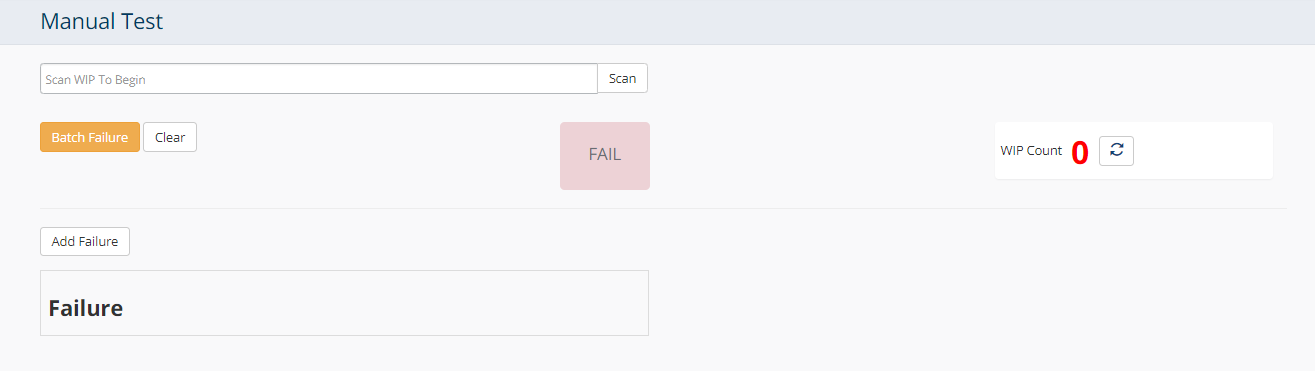 Manual Test
Scan WIP To Begin
Scan
Batch Failure
Clear
FAIL
WIP Count 0
Add Failure
Failure